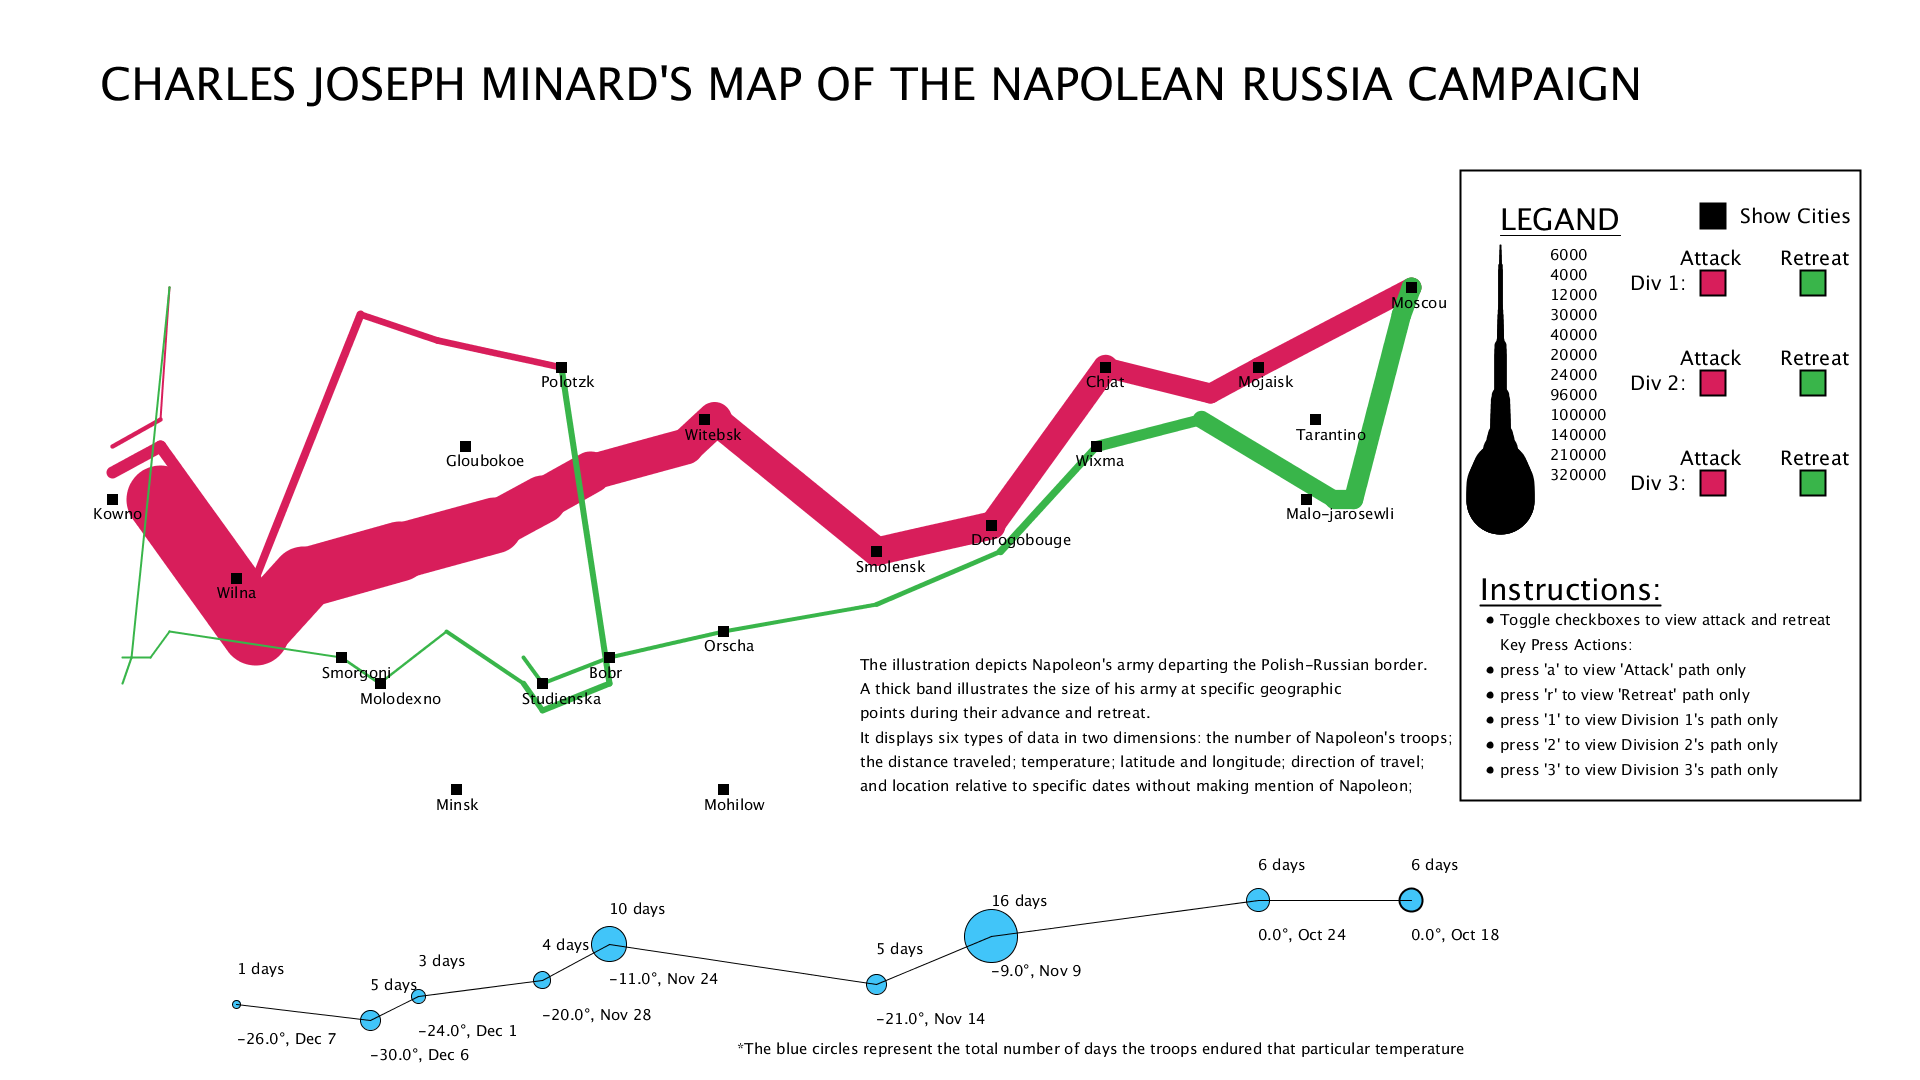 CHARLES JOSEPH MINARD'S MAP OF THE NAPOLEAN RUSSIA CAMPAIGN
Moscou
Polotzk
Chjat
Mojaisk
Witebsk
Tarantino
Gloubokoe
Wixma
Kowno
Malo-jarosewli
Dorogobouge
Smolensk
Wilna
Orscha
Smorgoni
Bobr
Molodexno
Studienska
Minsk
Mohilow
LEGAND
Show Cities
6000
4000
12000
30000
40000
20000
24000
96000
100000
140000
210000
320000
Attack Retreat
Div 1:
Attack Retreat
Div 2:
Attack Retreat
Div 3:
Instructions:
Toggle checkboxes to view attack and retreat
Key Press Actions:
press 'a' to view 'Attack' path only
press 'r' to view 'Retreat' path only
press '1' to view Division 1's path only
press '2' to view Division 2's path only
press '3' to view Division 3's path only
The illustration depicts Napoleon's army departing the Polish-Russian border.
A thick band illustrates the size of his army at specific geographic
points during their advance and retreat.
It displays six types of data in two dimensions: the number of Napoleon's troops;
the distance traveled; temperature; latitude and longitude; direction of travel;
and location relative to specific dates without making mention of Napoleon;
1 days
-26.0°, Dec 7
5 days
-30.0°, Dec 6
3 days
-24.0°, Dec 1
4 days
-20.0°, Nov 28
10 days
-11.0°, Nov 24
5 days
-21.0°, Nov 14
16 days
-9.0°, Nov 9
6 days
0.0°, Oct 24
6 days
0.0°, Oct 18
*The blue circles represent the total number of days the troops endured that particular temperature